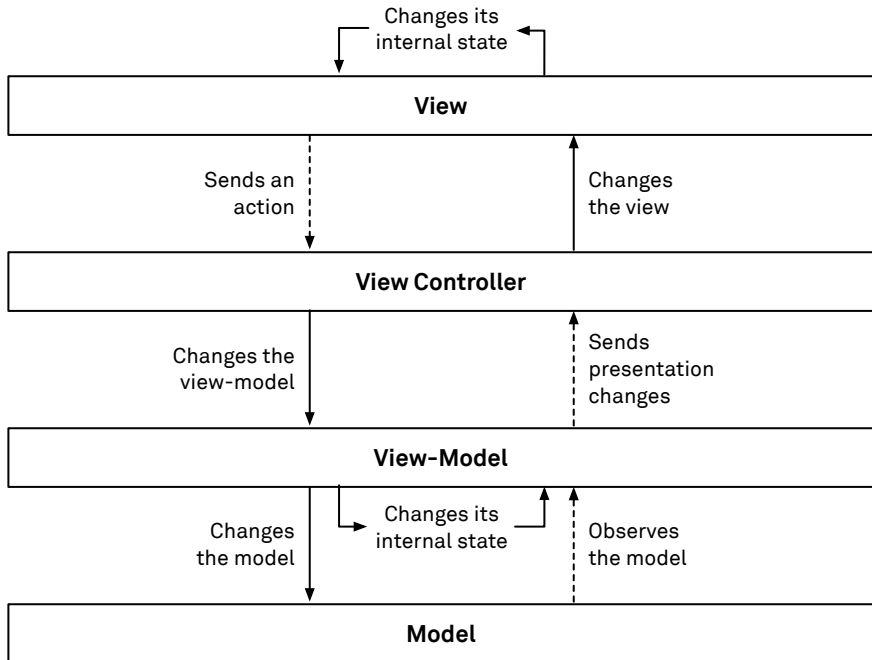 Changes its
internal state
View
Sends an
action
Changes
the view
View Controller
Changes the
view-model
Sends
presentation
changes
View-Model
Changes
the model
Changes its
internal state
Observes
the model
Model